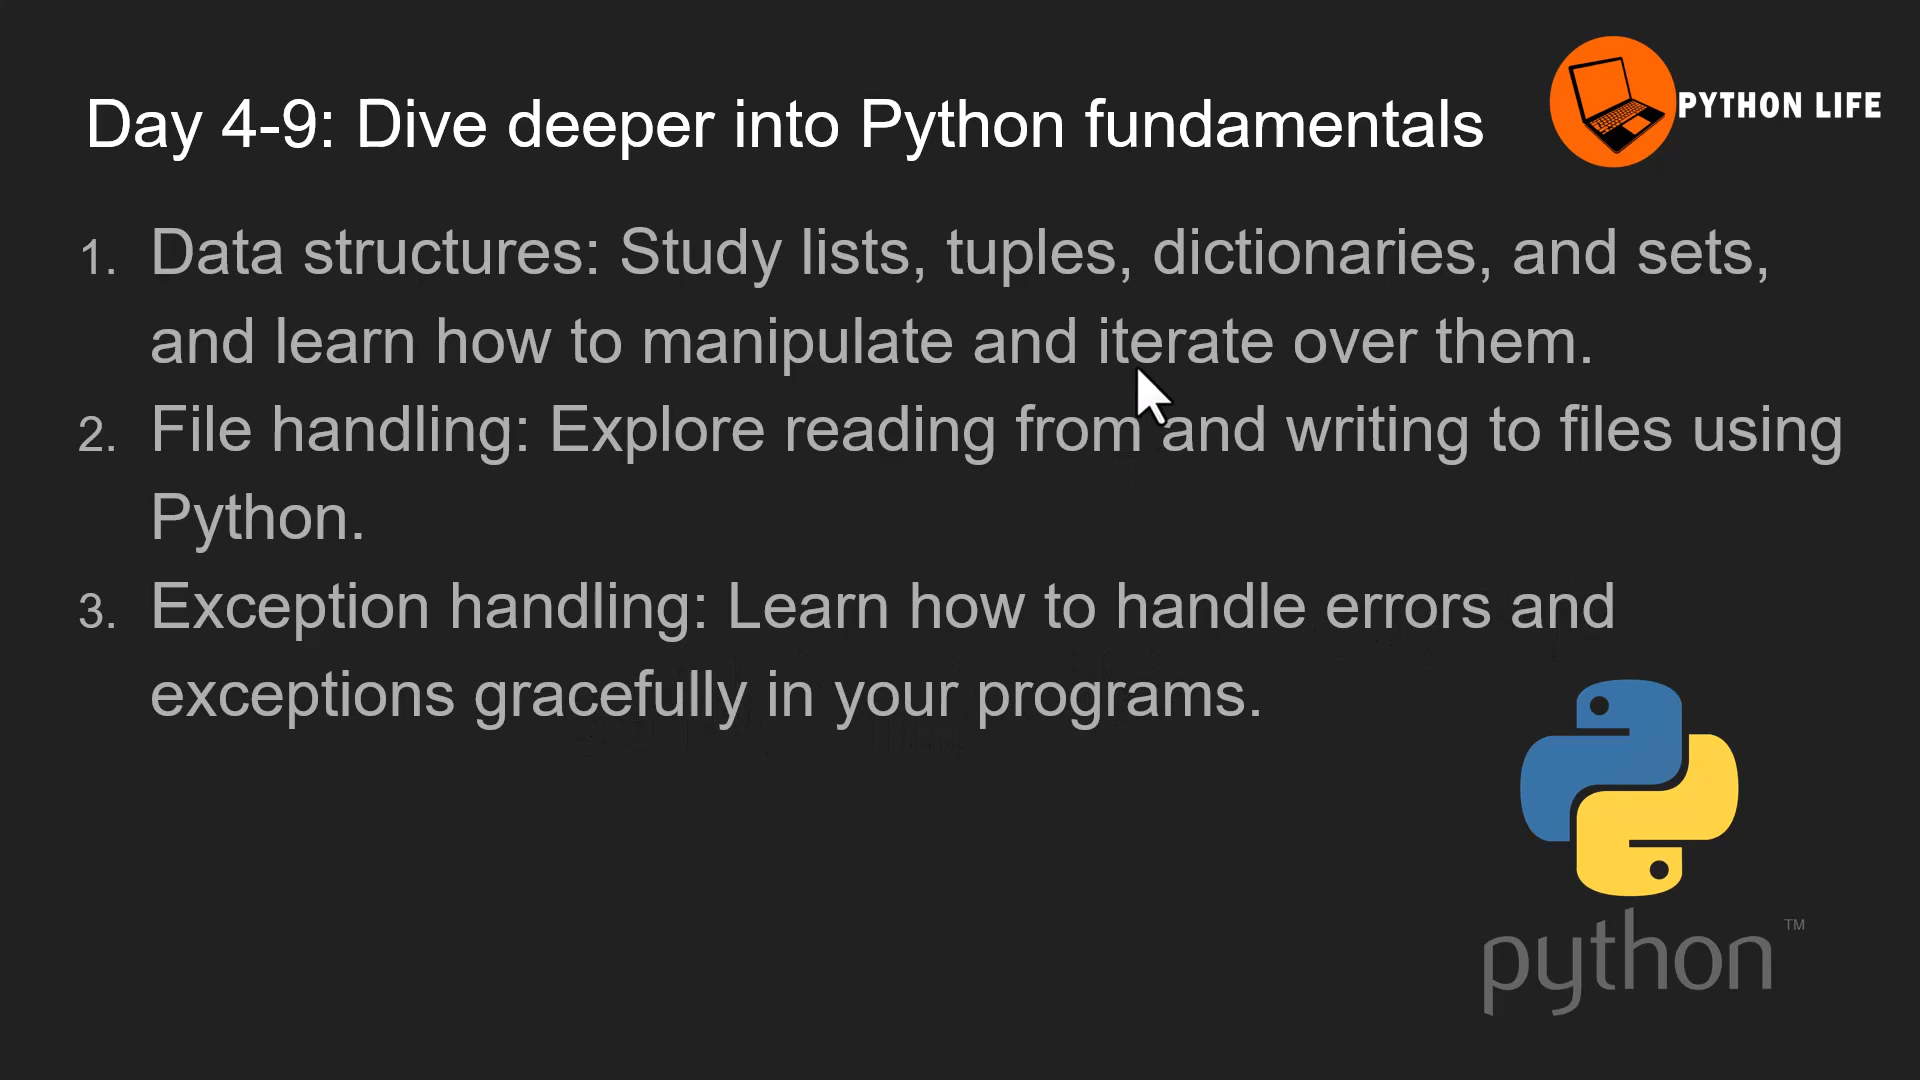 Day 4-9: Dive deeper into Python fundamentals
PYTHON LIFE
1. Data structures: Study lists, tuples, dictionaries, and sets,
and learn how to manipulate and iterate over them.
2. File handling: Explore reading from and writing to files using
Python.
3. Exception handling: Learn how to handle errors and
exceptions gracefully in your programs.
python™